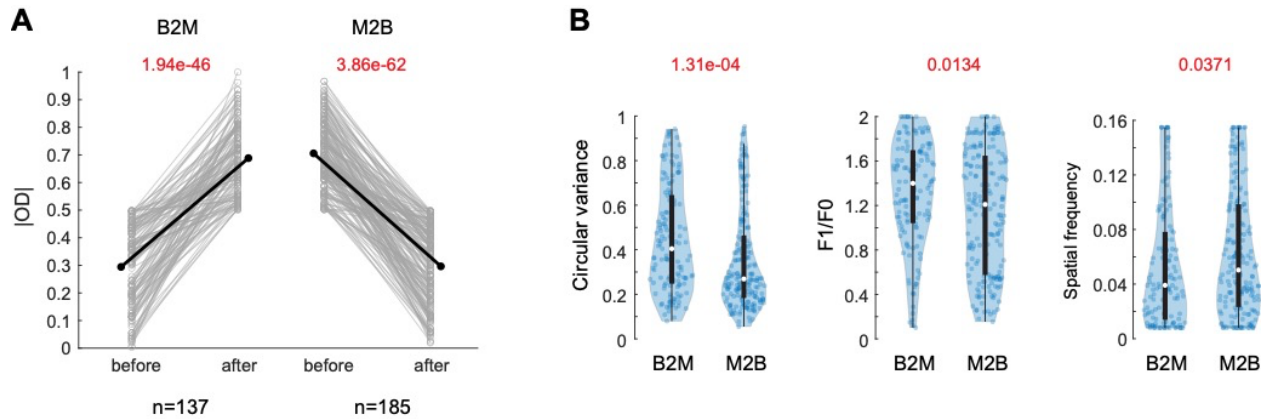 A
B2M
M2B
1.94e-46
3.86e-62
1
0.9
0.8
0.7
0.6
0.5
0.4
0.3
0.2
0.1
0
|OD|
before
after
before
after
n=137
n=185
B
1.31e-04
0.0134
0.0371
1
0.8
0.6
0.4
0.2
0
Circular variance
B2M
M2B
2
1.6
1.2
0.8
0.4
0
F1/F0
B2M
M2B
0.16
0.12
0.08
0.04
0
Spatial frequency
B2M
M2B